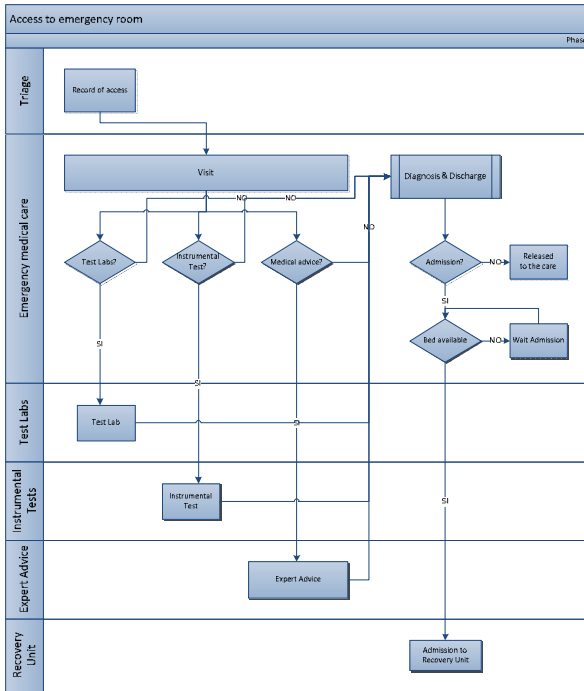 Access to emergency room
Phase
Triage
Record of access
Emergency medical care
Visit
Diagnosis & Discharge
NO
NO
NO
Test Labs?
Instrumental
Test?
Medical advice?
Admission?
NO
Released
to the care
SI
SI
Bed available
NO
Wait Admission
SI
Test Labs
Test Lab
SI
Instrumental
Tests
Instrumental
Test
SI
Expert Advice
Expert Advice
Recovery
Unit
Admission to
Recovery Unit